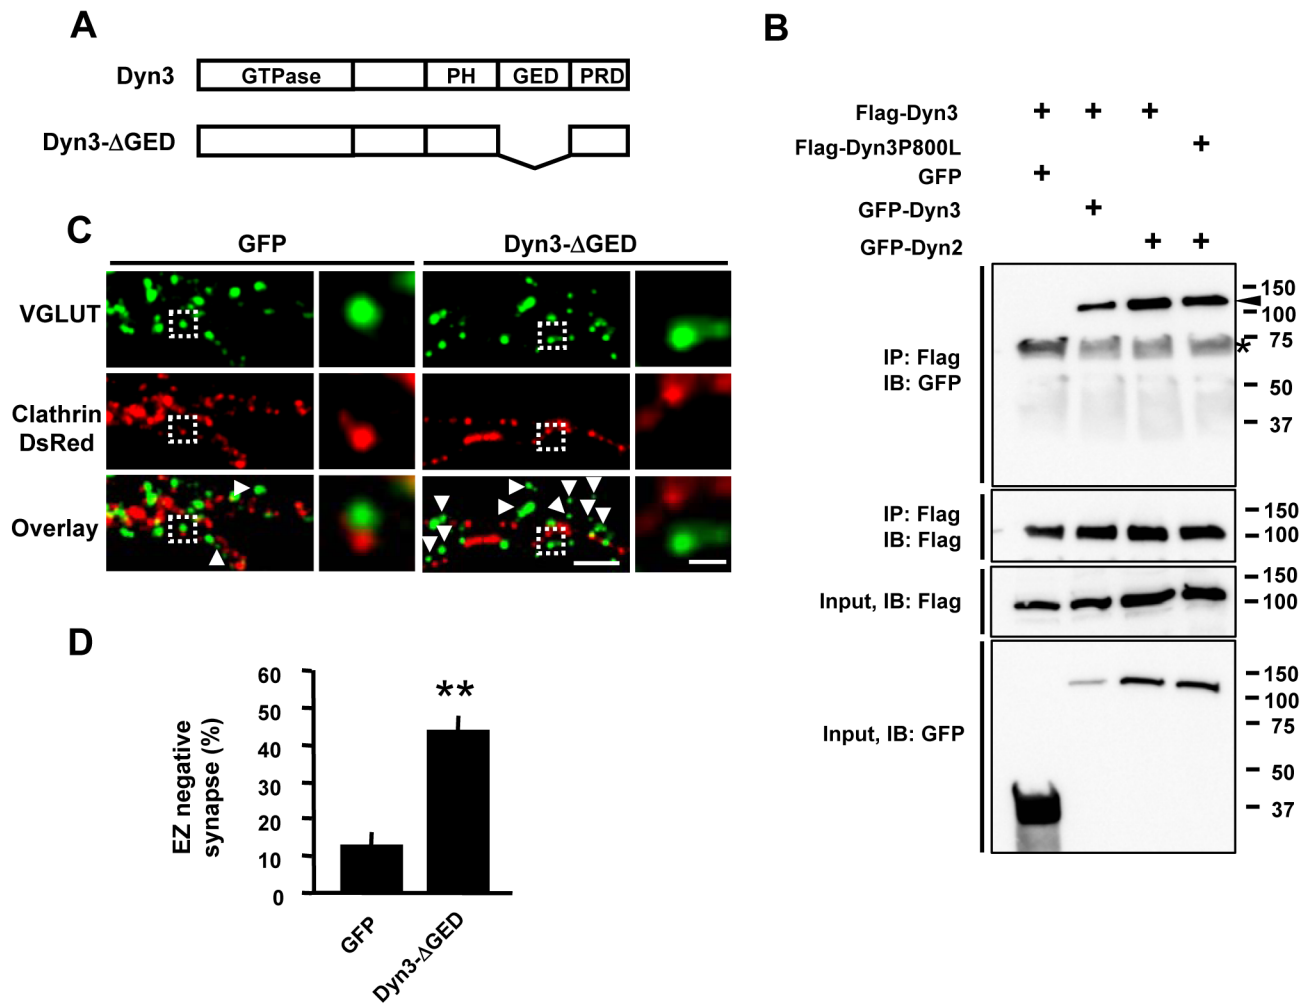 A
Dyn3 GTPase PH GED PRD
Dyn3-ΔGED
B
Flag-Dyn3 + + +
Flag-Dyn3P800L +
GFP +
GFP-Dyn3 +
GFP-Dyn2 + +
IP: Flag
IB: GFP
150
100
75
*
50
37
IP: Flag
IB: Flag
150
100
Input, IB: Flag
150
100
Input, IB: GFP
150
100
75
50
37
C
GFP Dyn3-ΔGED
VGLUT
Clathrin
DsRed
Overlay
D
EZ negative
synapse (%)
60
50
40
30
20
10
0
**
GFP
Dyn3-ΔGED